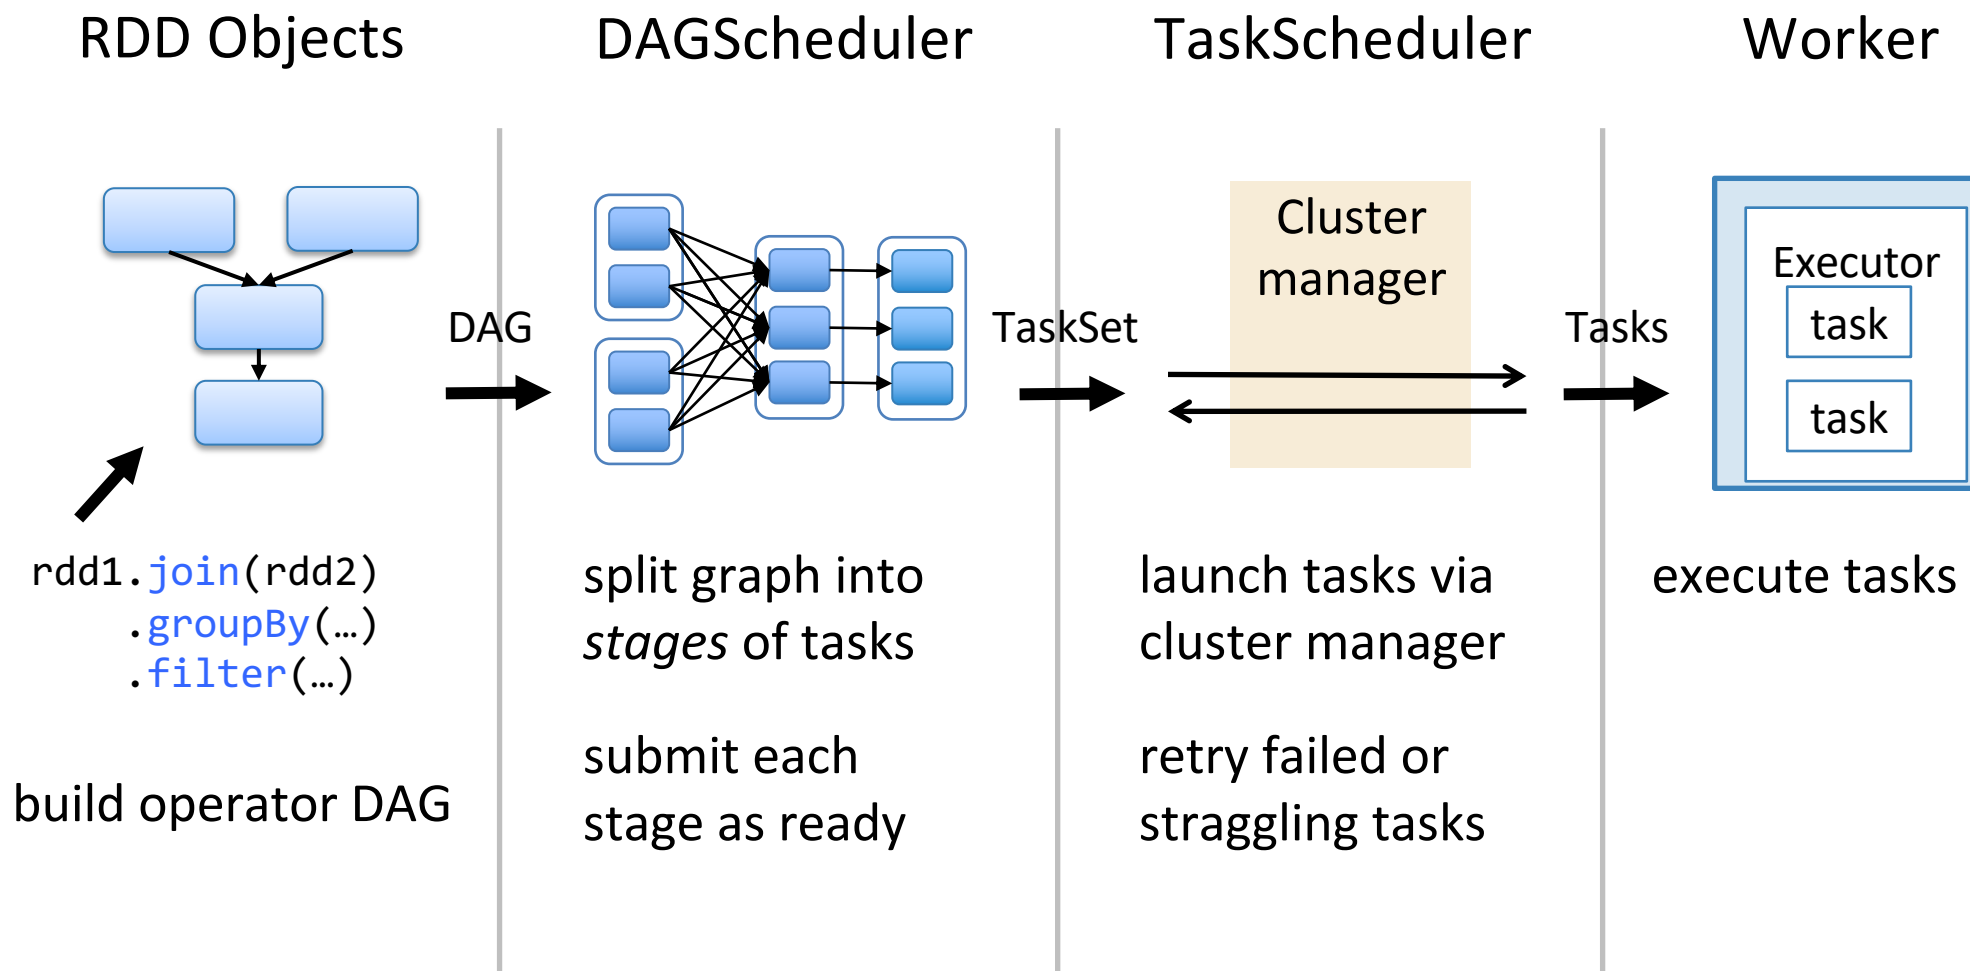 RDD Objects
DAGScheduler
TaskScheduler
Worker
DAG
TaskSet
Cluster
manager
Tasks
Executor
task
task
rdd1.join(rdd2)
.groupBy(…)
.filter(…)
build operator DAG
split graph into
stages of tasks
submit each
stage as ready
launch tasks via
cluster manager
retry failed or
straggling tasks
execute tasks